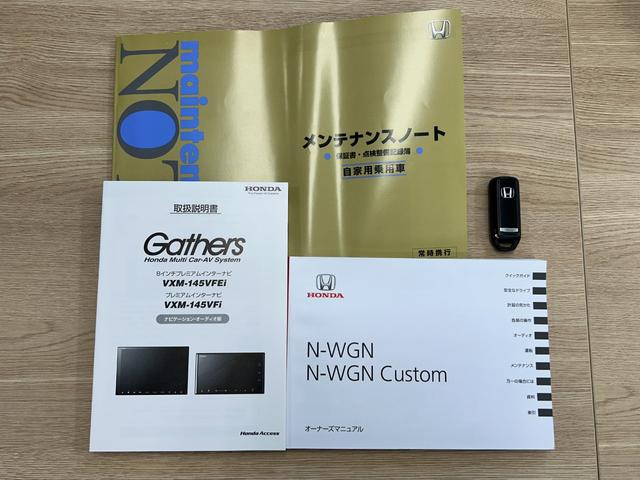 maintenance
NOT
メンテナンスノート
保証書・点検整備記録簿
自家用乗用車
常時携行
HONDA
The Power of Dreams
取扱説明書
Gathers
Honda Multi Car-AV System
8インチプレミアムインターナビ
VXM-145VFEi
プレミアムインターナビ
VXM-145VFi
ナビゲーション・オーディオ編
Honda Access
HONDA
N-WGN
N-WGN Custom
オーナーズマニュアル
クイックガイド
安全なドライブ
計器の見かた
各部の操作
オーディオ
運転
メンテナンス
万一の場合には
資料
索引